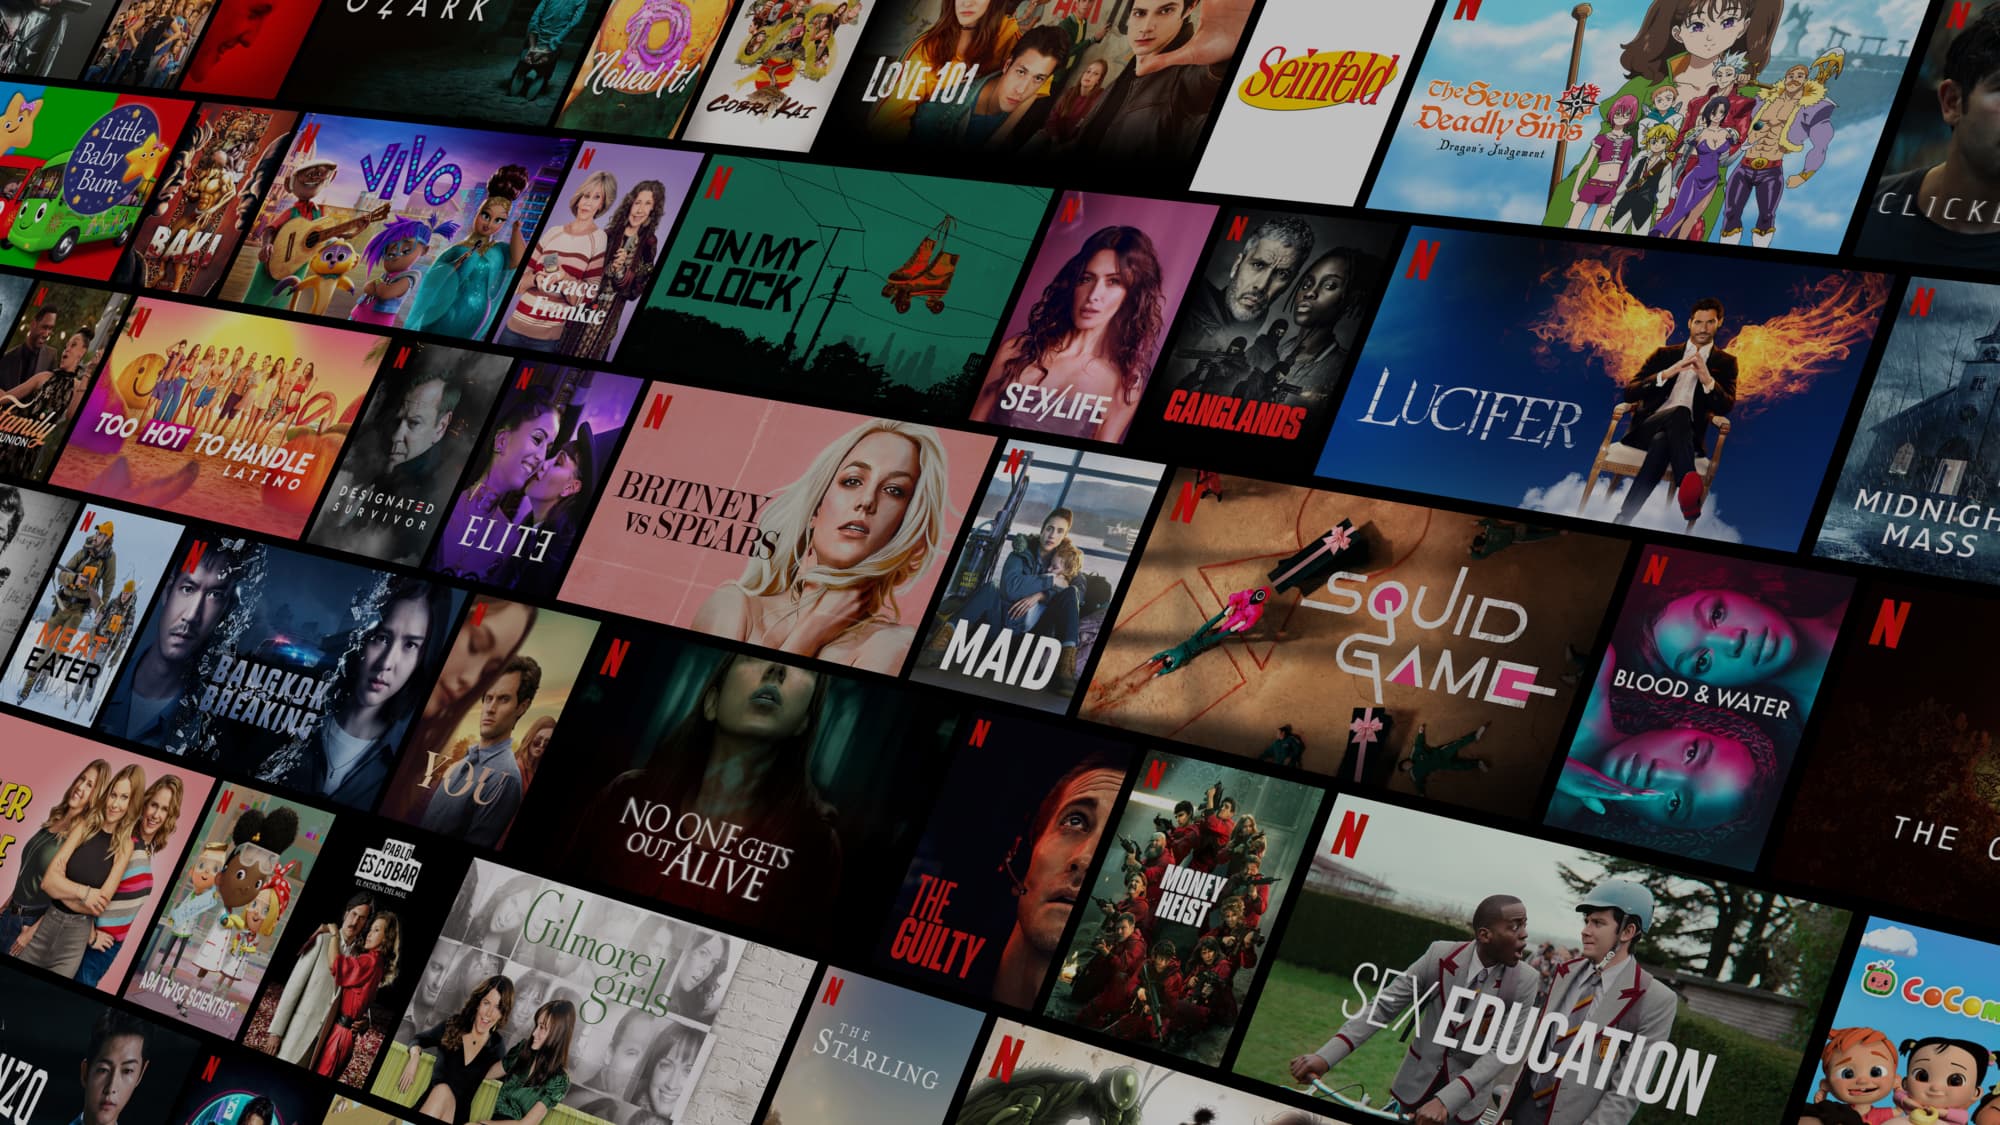 OZARK
Nailed It!
COBRA KAI
LOVE 101
Seinfeld
The Seven
Deadly Sins
Dragon's Judgement
Little
Baby
Bum
BAKI
VIVO
Grace and
Frankie
ON MY
BLOCK
SEX/LIFE
GANGLANDS
LUCIFER
MIDNIGH
MASS
TOO HOT TO HANDLE
LATINO
DESIGNATED
SURVIVOR
ELITE
BRITNEY
VS SPEARS
MAID
SQUID
GAME
BLOOD & WATER
THE
MEAT
EATER
BANGKOK
BREAKING
YOU
NO ONE GETS
OUT ALIVE
THE
GUILTY
MONEY
HEIST
SEX EDUCATION
ADA TWIST, SCIENTIST
PABLO
ESCOBAR
EL PATRÓN DEL MAL
Gilmore
girls
THE
STARLING
COCOM
NZO